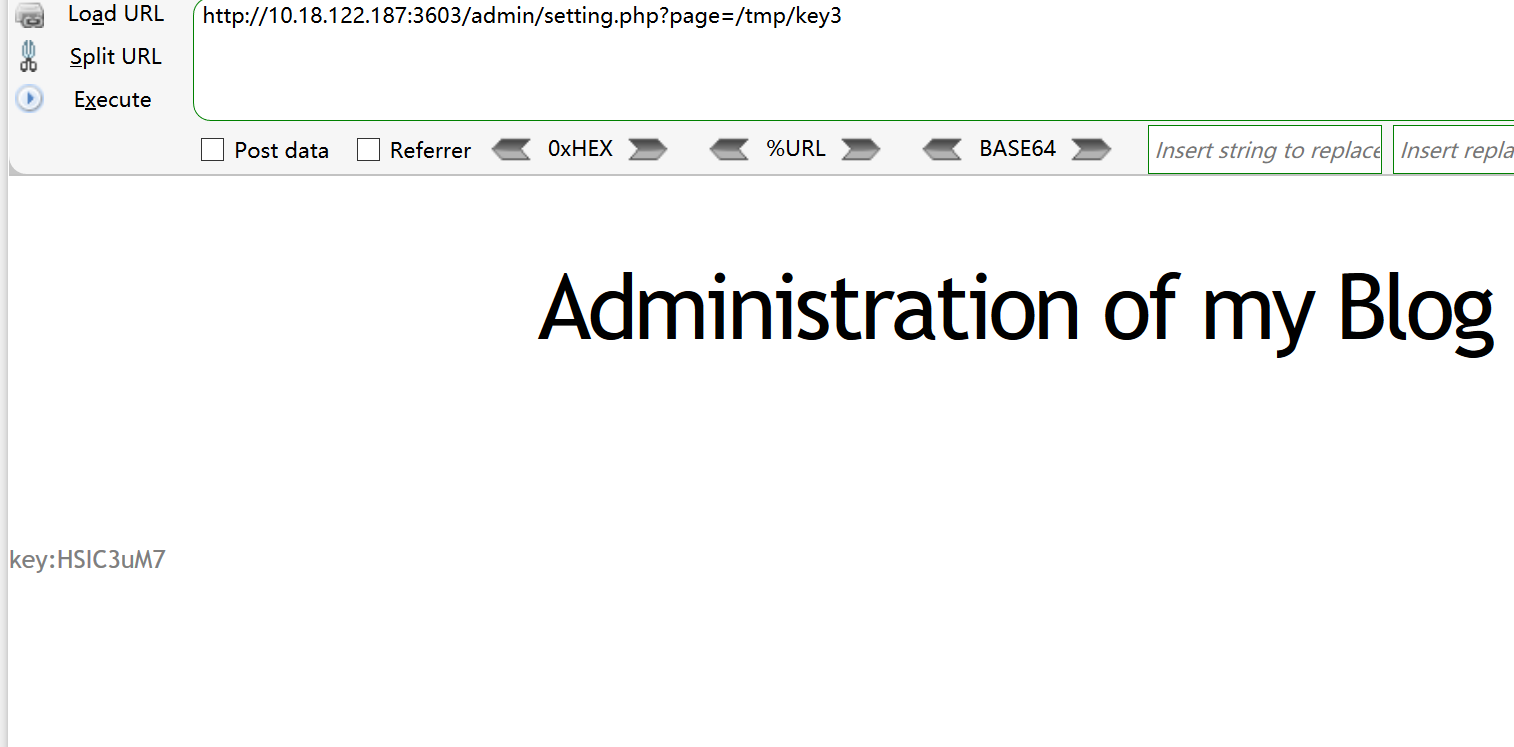 Load URL
http://10.18.122.187:3603/admin/setting.php?page=/tmp/key3
Split URL
Execute
Post data Referrer 0xHEX %URL BASE64 Insert string to replace Insert repla
Administration of my Blog
key:HSIC3uM7